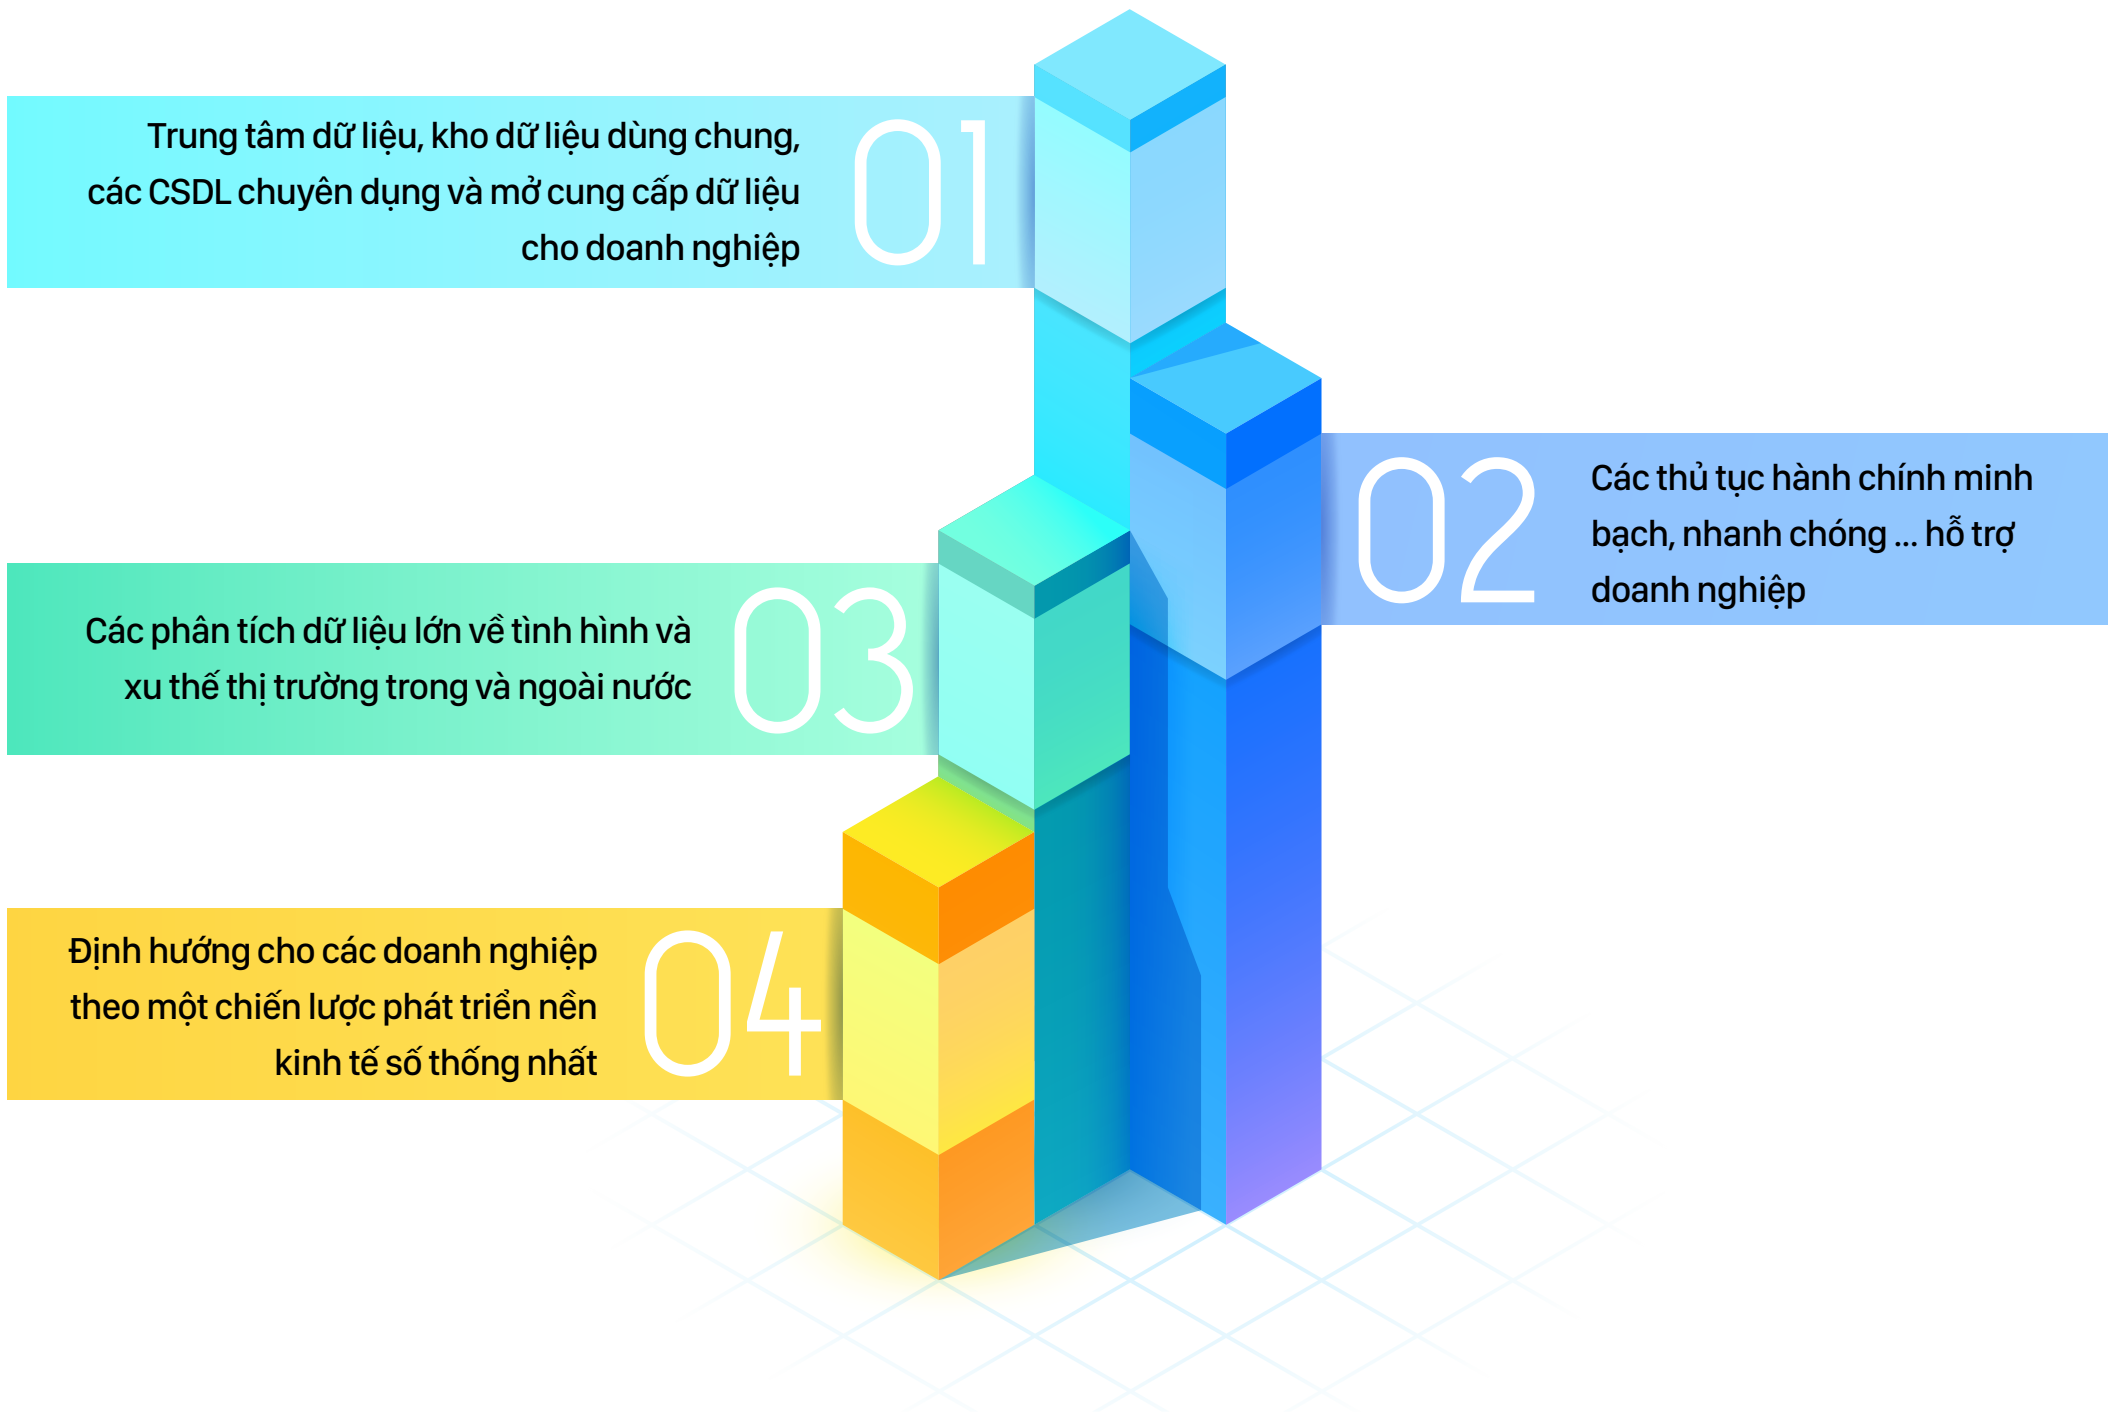 Trung tâm dữ liệu, kho dữ liệu dùng chung,
các CSDL chuyên dụng và mở cung cấp dữ liệu
cho doanh nghiệp
01
02
Các thủ tục hành chính minh
bạch, nhanh chóng ... hỗ trợ
doanh nghiệp
Các phân tích dữ liệu lớn về tình hình và
xu thế thị trường trong và ngoài nước
03
Định hướng cho các doanh nghiệp
theo một chiến lược phát triển nền
kinh tế số thống nhất
04